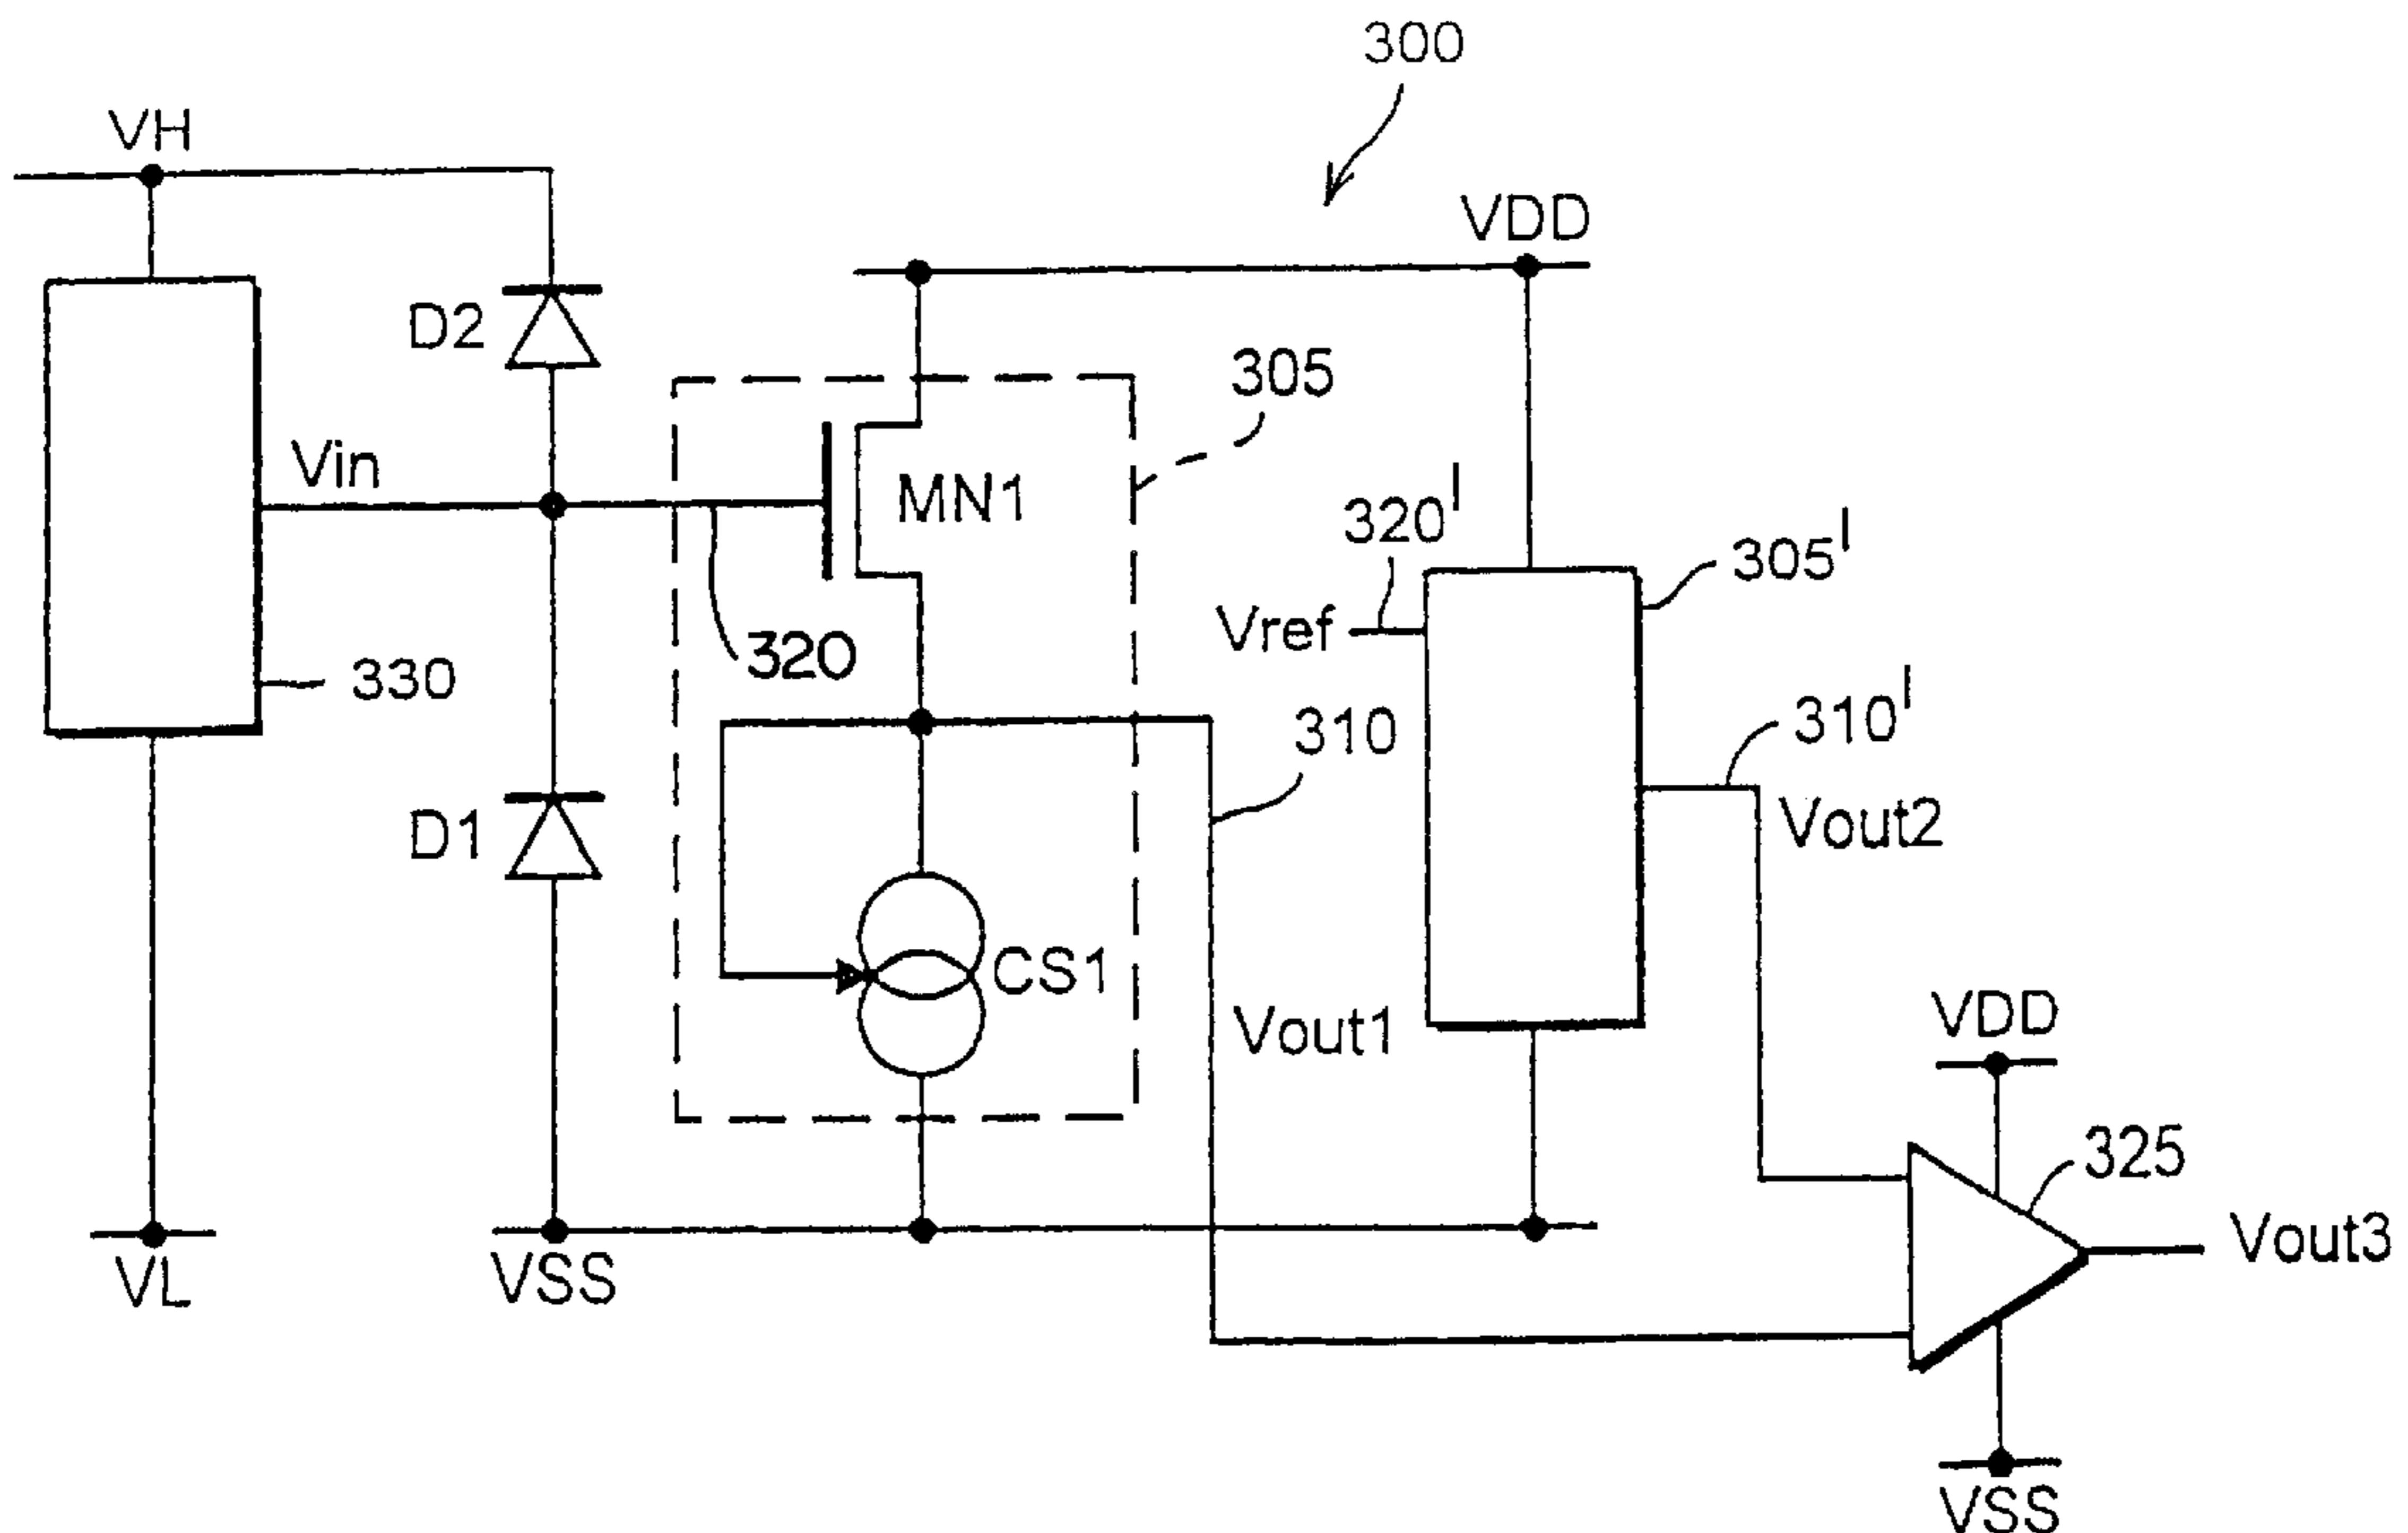 300
VH
VDD
D2
305
Vin
MN1
320'
305'
Vref
320
330
310
310'
Vout2
D1
CS1
Vout1
VDD
325
Vout3
VL
VSS
VSS